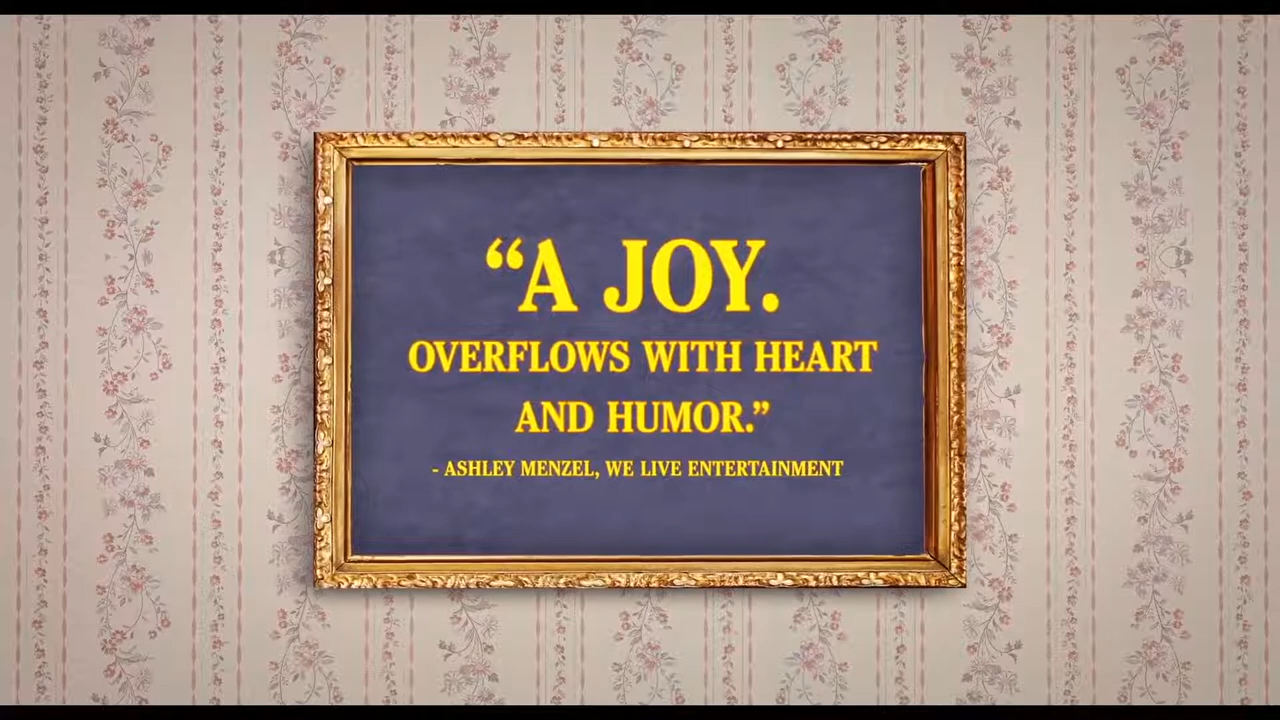 “A JOY.
OVERFLOWS WITH HEART
AND HUMOR.”
- ASHLEY MENZEL, WE LIVE ENTERTAINMENT